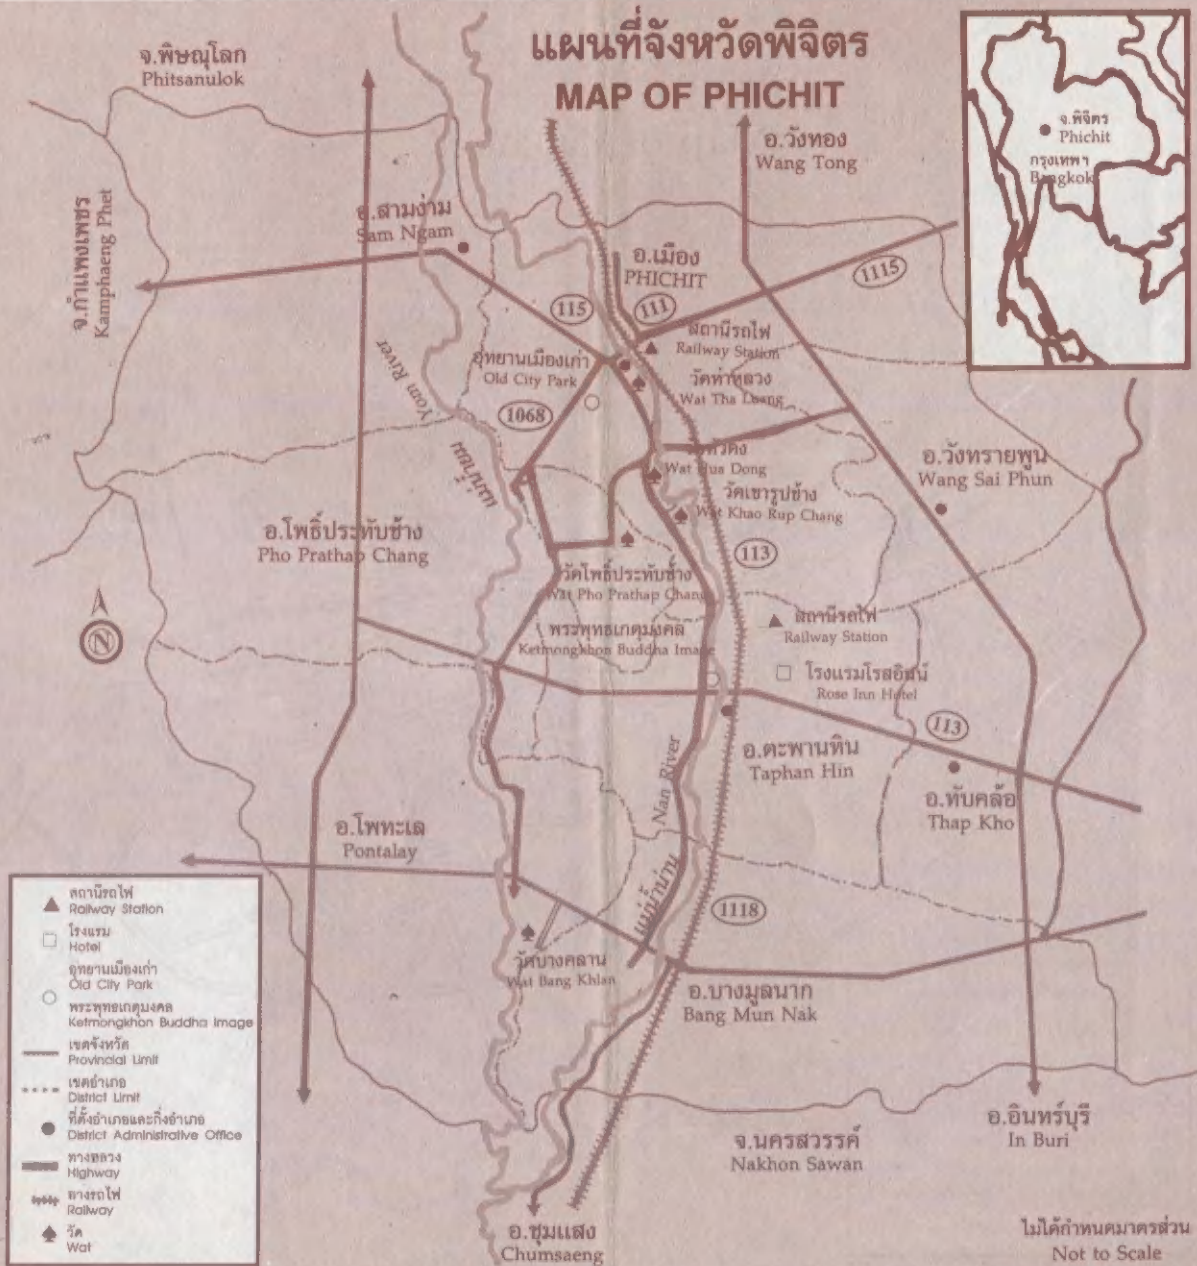 แผนที่จังหวัดพิจิตร
MAP OF PHICHIT
จ.พิษณุโลก
Phitsanulok
อ.วังทอง
Wang Tong
จ.พิจิตร
Phichit
กรุงเทพฯ
Bangkok
จ.กำแพงเพชร
Kamphaeng Phet
อ.สามง่าม
Sam Ngam
อ.เมือง
PHICHIT
1115
115
111
สถานีรถไฟ
Railway Station
อุทยานเมืองเก่า
Old City Park
วัดท่าหลวง
Wat Tha Luang
Yom River
แม่น้ำยม
1068
วัดหัวดง
Wat Hua Dong
วัดเขารูปช้าง
Wat Khao Rup Chang
อ.วังทรายพูน
Wang Sai Phun
อ.โพธิ์ประทับช้าง
Pho Prathap Chang
113
วัดโพธิ์ประทับช้าง
Wat Pho Prathap Chang
N
สถานีรถไฟ
Railway Station
พระพุทธเกตุมงคล
Ketmongkhon Buddha Image
โรงแรมโรสอินน์
Rose Inn Hotel
113
อ.ตะพานหิน
Taphan Hin
Nan River
แม่น้ำน่าน
อ.ทับคล้อ
Thap Kho
อ.โพทะเล
Pontalay
1118
วัดบางคลาน
Wat Bang Khlan
อ.บางมูลนาก
Bang Mun Nak
สถานีรถไฟ
Railway Station
โรงแรม
Hotel
อุทยานเมืองเก่า
Old City Park
พระพุทธเกตุมงคล
Ketmongkhon Buddha Image
เขตจังหวัด
Provincial Limit
เขตอำเภอ
District Limit
ที่ตั้งอำเภอและกิ่งอำเภอ
District Administrative Office
ทางหลวง
Highway
ทางรถไฟ
Railway
วัด
Wat
อ.อินทร์บุรี
In Buri
จ.นครสวรรค์
Nakhon Sawan
อ.ชุมแสง
Chumsaeng
ไม่ได้กำหนดมาตรส่วน
Not to Scale